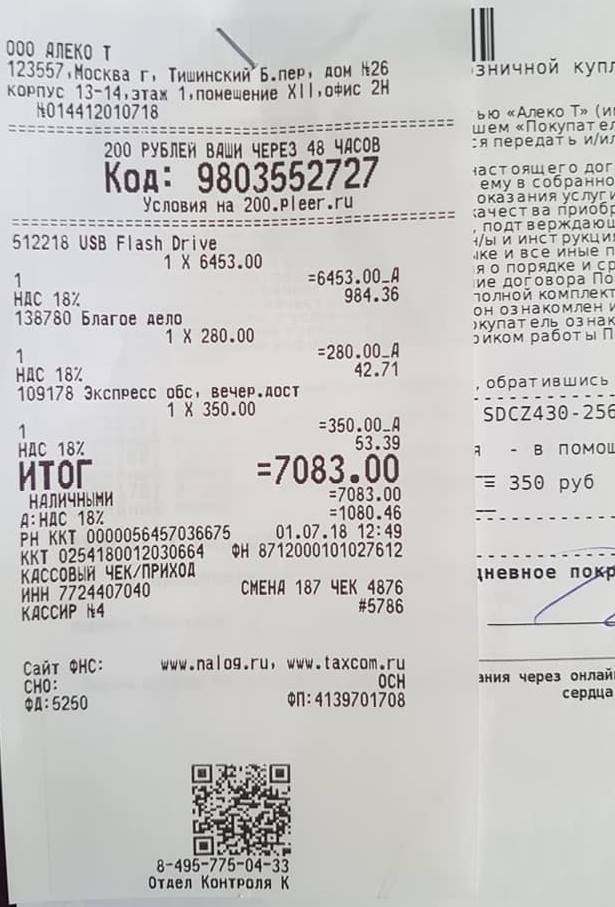 ООО АЛЕКО Т
123557,Москва г, Тишинский Б.пер, дом №26
корпус 13-14,этаж 1,помещение XII,офис 2Н
№014412010718
200 РУБЛЕЙ ВАШИ ЧЕРЕЗ 48 ЧАСОВ
Код: 9803552727
Условия на 200.pleer.ru
512218 USB Flash Drive
1 X 6453.00
1 =6453.00_А
НДС 18% 984.36
138780 Благое дело
1 X 280.00
1 =280.00_А
НДС 18% 42.71
109178 Экспресс обс, вечер.дост
1 X 350.00
1 =350.00_А
НДС 18% 53.39
ИТОГ =7083.00
НАЛИЧНЫМИ =7083.00
А:НДС 18% =1080.46
РН ККТ 0000056457036675 01.07.18 12:49
ККТ 0254180012030664 ФН 8712000101027612
КАССОВЫЙ ЧЕК/ПРИХОД
ИНН 7724407040 СМЕНА 187 ЧЕК 4876
КАССИР №4 #5786
Сайт ФНС: www.nalog.ru, www.taxcom.ru
СНО: ОСН
ФД:5250 ФП:4139701708
8-495-775-04-33
Отдел Контроля К
зничной купл
ью «Алеко Т» (и
шем «Покупател
ся передать и/ил
настоящего дог
ему в собранно
оказания услуги
качества приобр
, подтверждающ
н/ы и инструкция
ыке и все иные п
я о порядке и ср
ние договора По
полной комплект
он ознакомлен и
окупатель ознак
риком работы П
, обратившись
SDCZ430-256
я - в помощ
= 350 руб
дневное покр
ания через онлай
сердца